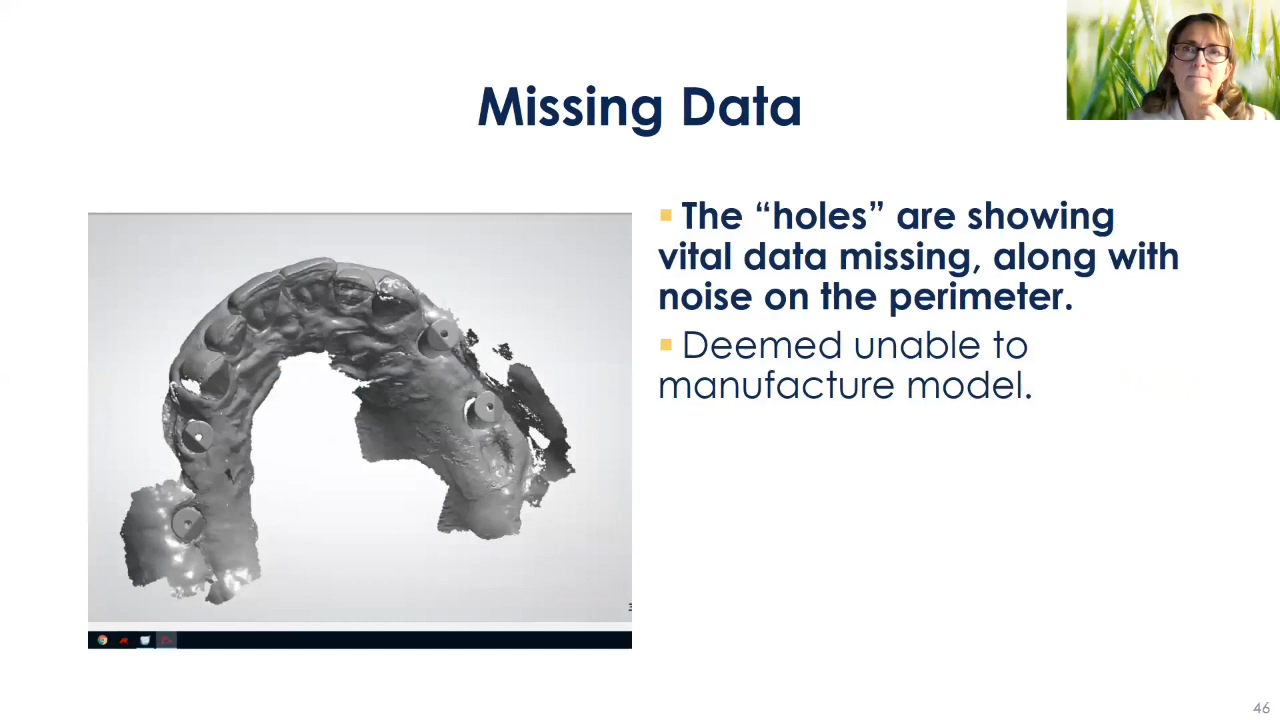 Missing Data
▪ The “holes” are showing
vital data missing, along with
noise on the perimeter.
▪ Deemed unable to
manufacture model.
46